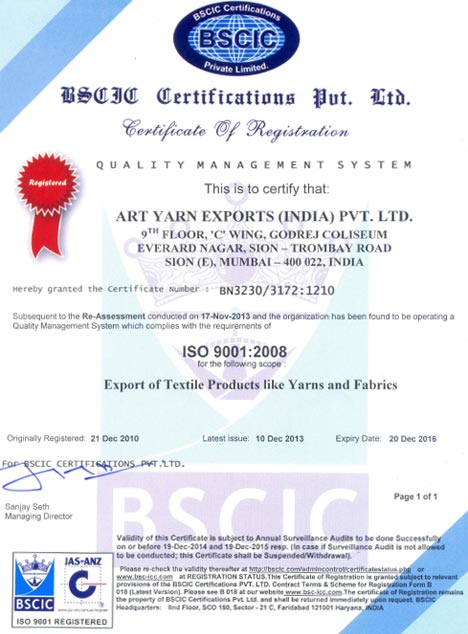 BSCIC Certifications
BSCIC
Private Limited.
BSCIC Certifications Pvt. Ltd.
Certificate Of Registration
QUALITY MANAGEMENT SYSTEM
Registered
This is to certify that:
ART YARN EXPORTS (INDIA) PVT. LTD.
9TH FLOOR, 'C' WING, GODREJ COLISEUM
EVERARD NAGAR, SION – TROMBAY ROAD
SION (E), MUMBAI – 400 022, INDIA
Hereby granted the Certificate Number : BN3230/3172:1210
Subsequent to the Re-Assessment conducted on 17-Nov-2013 and the organization has been found to be operating a
Quality Management System which complies with the requirements of
ISO 9001:2008
for the following scope:
Export of Textile Products like Yarns and Fabrics
Originally Registered: 21 Dec 2010 Latest issue: 10 Dec 2013 Expiry Date: 20 Dec 2016
For BSCIC CERTIFICATIONS PVT.LTD.
Page 1 of 1
Sanjay Seth
Managing Director
BSCIC
Validity of this Certificate is subject to Annual Surveillance Audits to be done Successfully
on or before 19-Dec-2014 and 19-Dec-2015 resp. (In case if Surveillance Audit is not allowed
to be conducted; this Certificate shall be Suspended/Withdrawal).
Please re-check the validity thereafter at http://bscic.com/admincontrol/certificatestatus.php or
www.bsc-icc.com at REGISTRATION STATUS.This Certificate of Registration is granted subject to relevant
provisions of the BSCIC Certifications PVT, LTD. Contract Terms & Scheme for Registration Form B
018 (Latest Version). Please see B 018 at our website www.bsc-icc.com. The certificate of Registration remains
the property of BSCIC Certifications Pvt. Ltd. and shall be returned immediately upon request. BSCIC
Headquarters: IInd Floor, SCO 150, Sector - 21 C, Faridabad 121001 Haryana, INDIA
JAS-ANZ
BSCIC
ISO 9001 REGISTERED